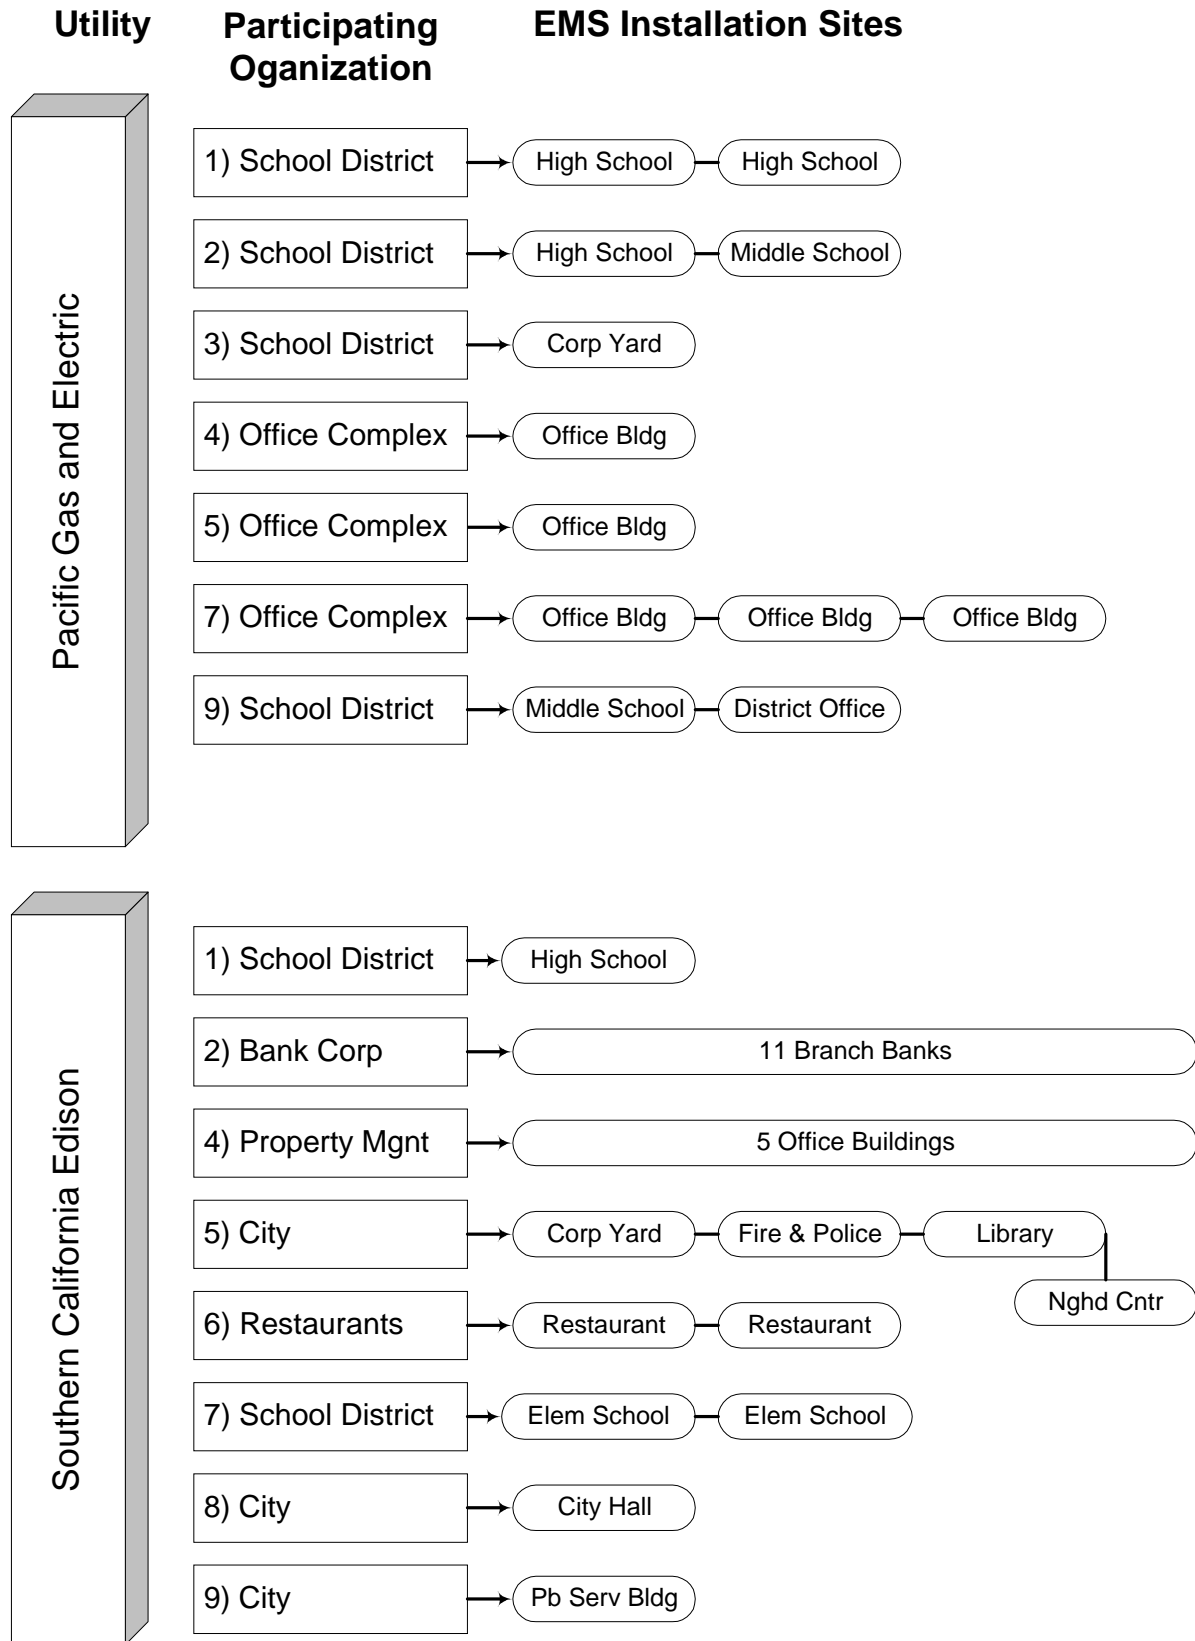 Utility
Participating
Oganization
EMS Installation Sites
Pacific Gas and Electric
1) School District
High School
High School
2) School District
High School
Middle School
3) School District
Corp Yard
4) Office Complex
Office Bldg
5) Office Complex
Office Bldg
7) Office Complex
Office Bldg
Office Bldg
Office Bldg
9) School District
Middle School
District Office
Southern California Edison
1) School District
High School
2) Bank Corp
11 Branch Banks
4) Property Mgnt
5 Office Buildings
5) City
Corp Yard
Fire & Police
Library
Nghd Cntr
6) Restaurants
Restaurant
Restaurant
7) School District
Elem School
Elem School
8) City
City Hall
9) City
Pb Serv Bldg